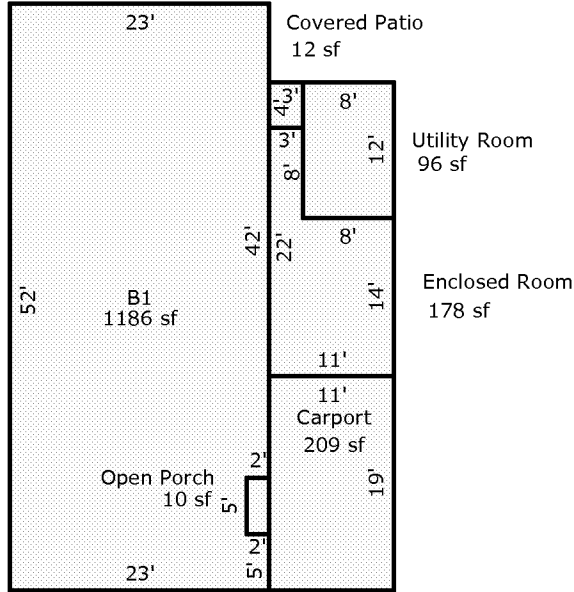 23'
Covered Patio
12 sf
3'
4'
8'
3'
8'
12'
Utility Room
96 sf
8'
42'
22'
52'
B1
1186 sf
14'
Enclosed Room
178 sf
11'
11'
Carport
209 sf
2'
Open Porch
10 sf
5'
19'
2'
5'
23'